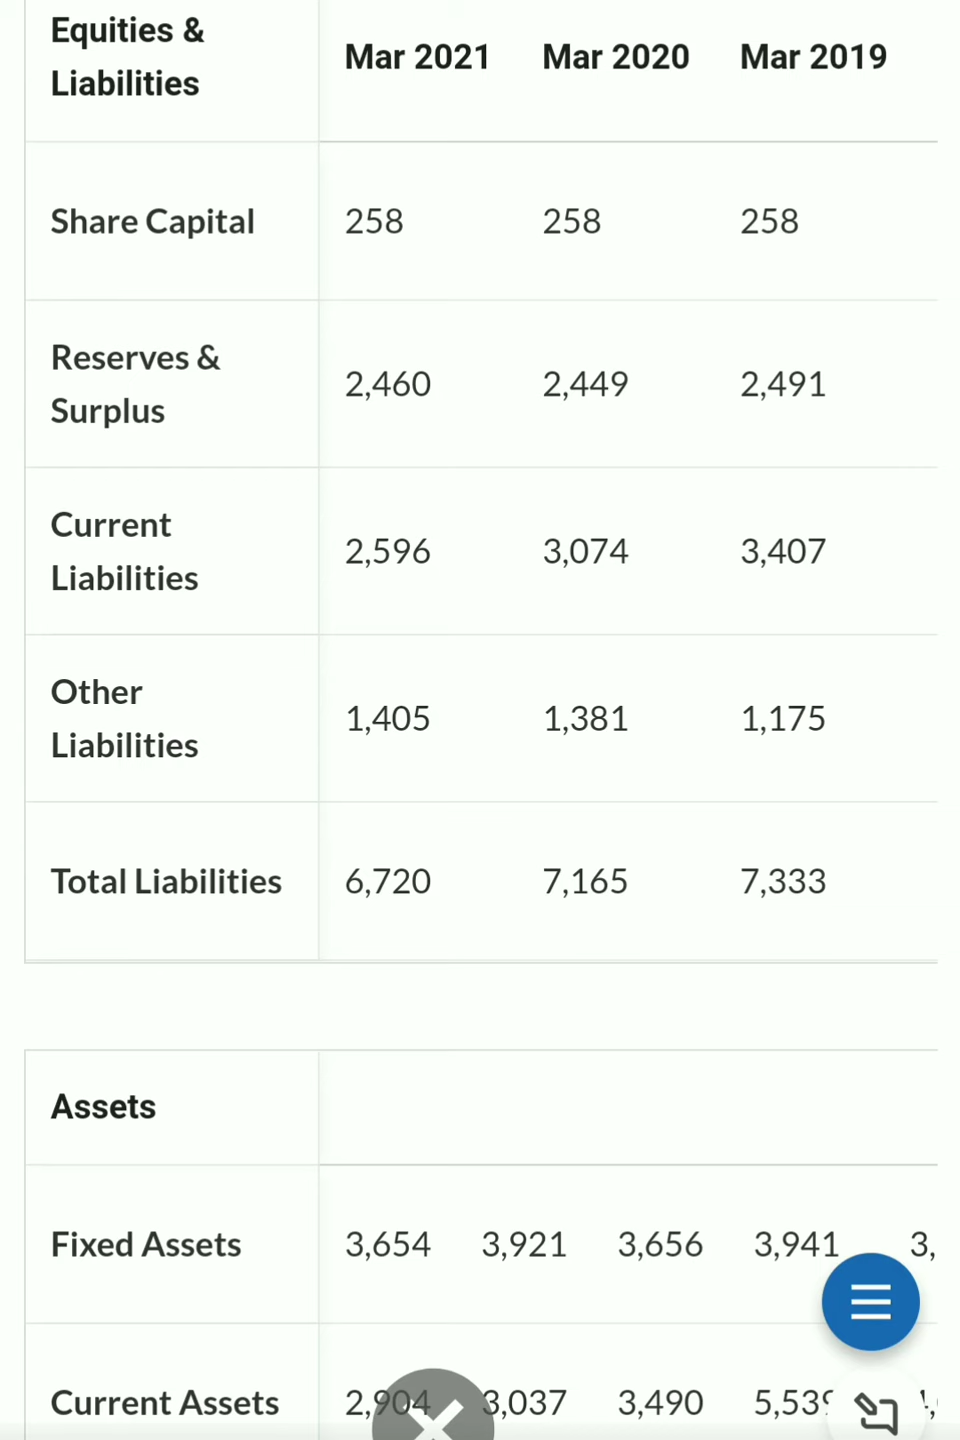 Equities &
Liabilities
Mar 2021 Mar 2020 Mar 2019
Share Capital 258 258 258
Reserves &
Surplus
2,460 2,449 2,491
Current
Liabilities
2,596 3,074 3,407
Other
Liabilities
1,405 1,381 1,175
Total Liabilities 6,720 7,165 7,333
Assets
Fixed Assets 3,654 3,921 3,656 3,941 3,
Current Assets 2,904 3,037 3,490